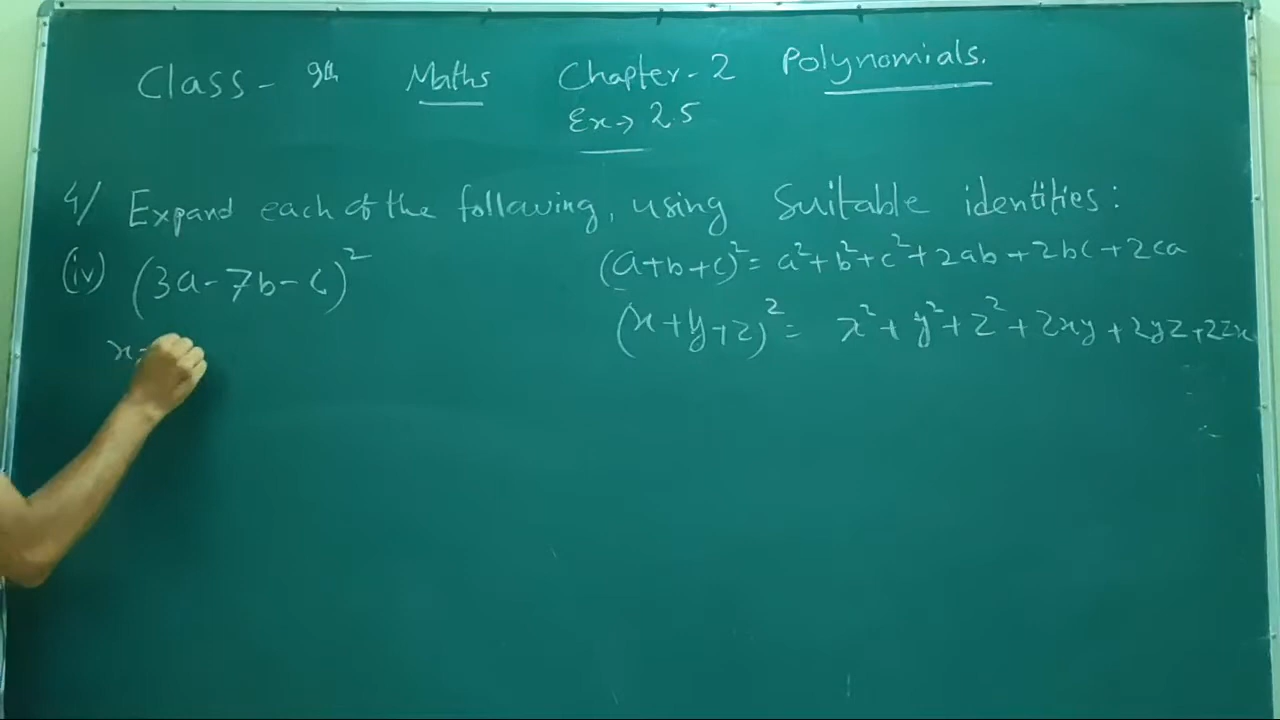 Class - 9th Maths Chapter - 2 Polynomials.
Ex → 2.5
4/ Expand each of the following, using Suitable identities:
(iv) (3a - 7b - c)²
(a+b+c)² = a² + b² + c² + 2ab + 2bc + 2ca
(x+y+z)² = x² + y² + z² + 2xy + 2yz + 2zx
x =